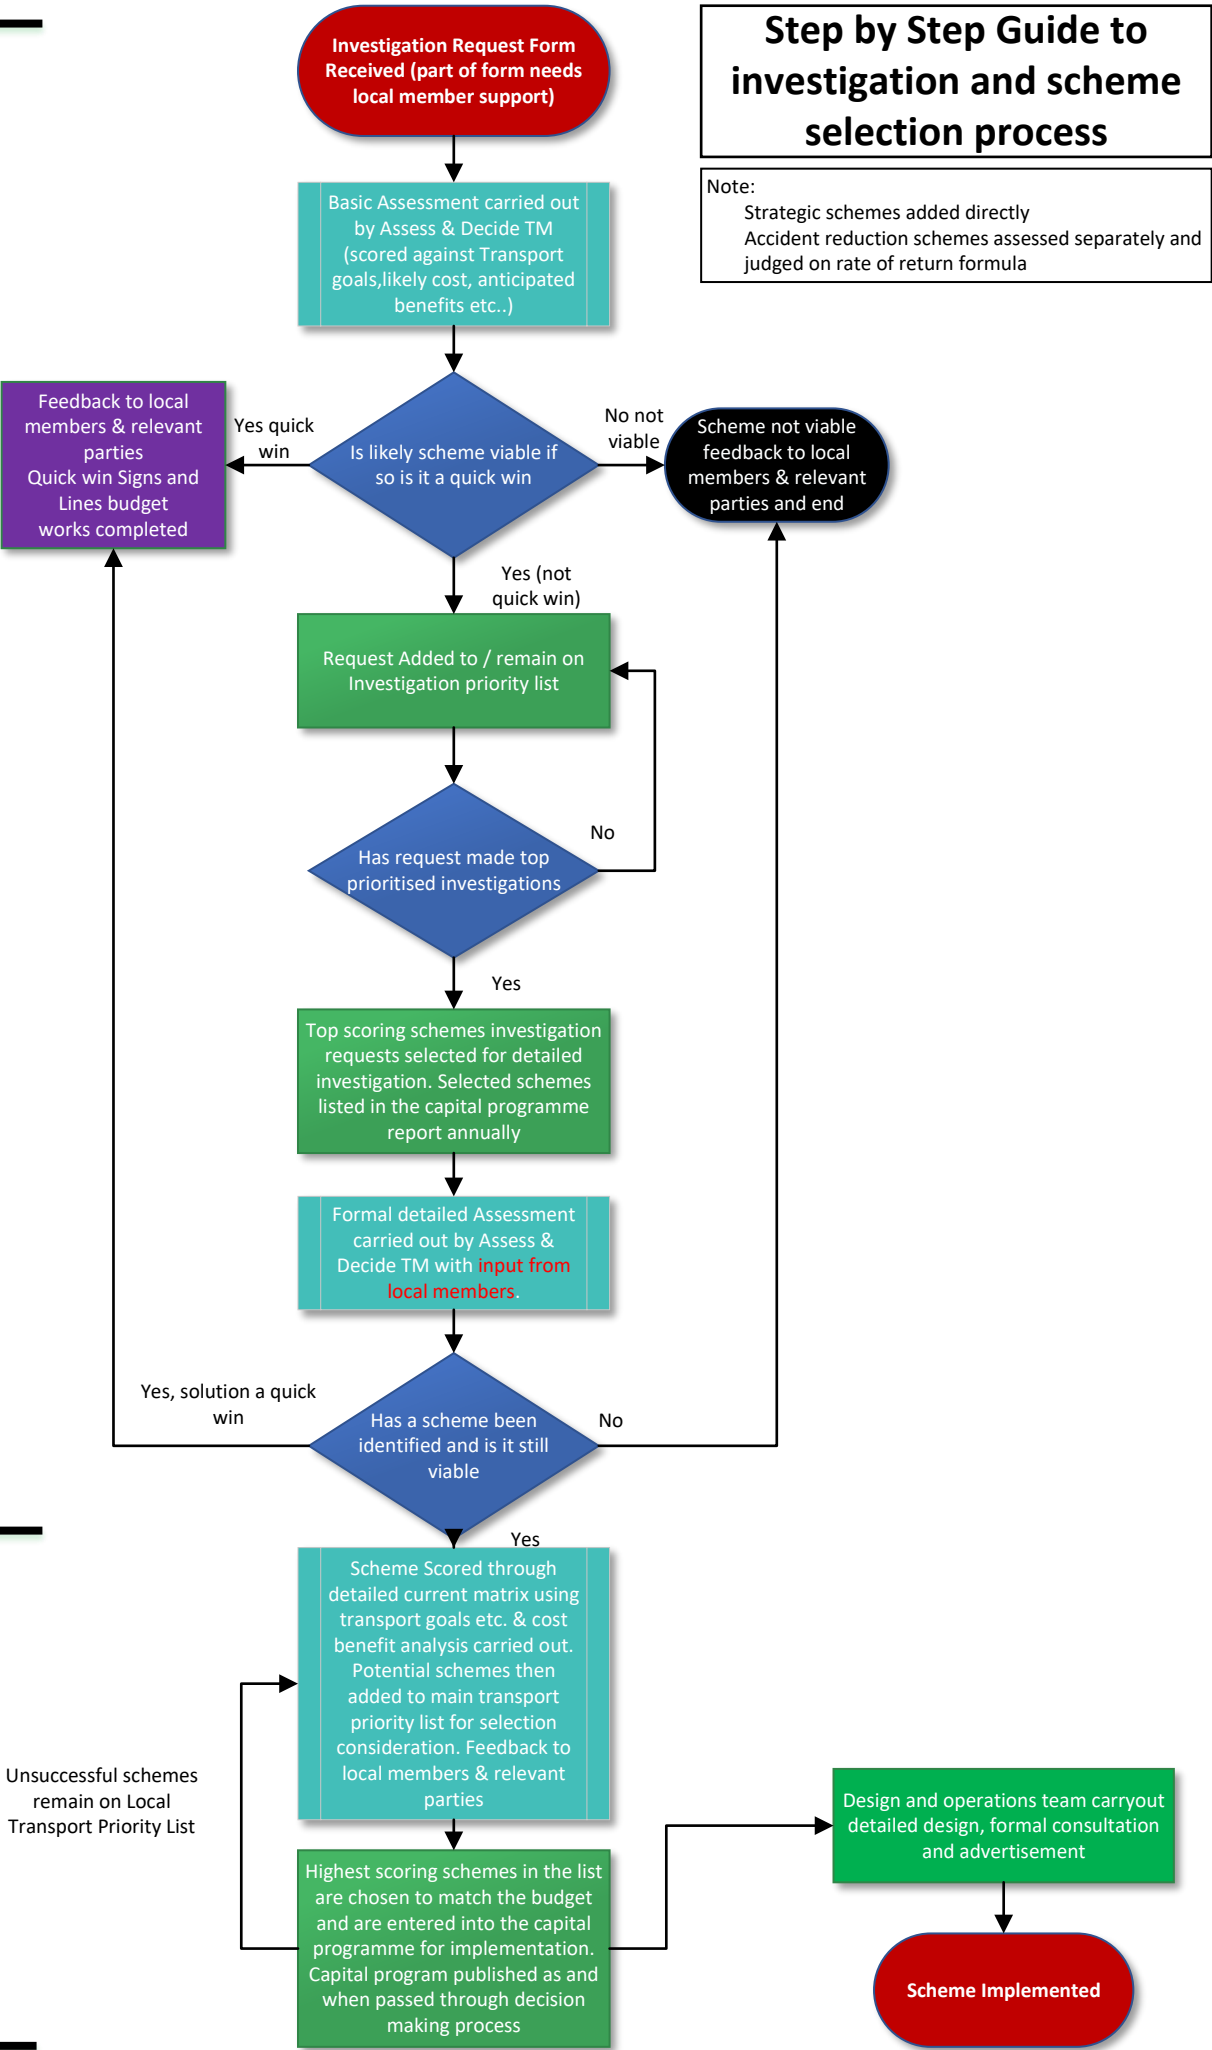 Step by Step Guide to
investigation and scheme
selection process
Note:
Strategic schemes added directly
Accident reduction schemes assessed separately and
judged on rate of return formula
Investigation Request Form
Received (part of form needs
local member support)
Basic Assessment carried out
by Assess & Decide TM
(scored against Transport
goals,likely cost, anticipated
benefits etc..)
Is likely scheme viable if
so is it a quick win
Yes quick
win
Feedback to local
members & relevant
parties
Quick win Signs and
Lines budget
works completed
No not
viable
Scheme not viable
feedback to local
members & relevant
parties and end
Yes (not
quick win)
Request Added to / remain on
Investigation priority list
Has request made top
prioritised investigations
No
Yes
Top scoring schemes investigation
requests selected for detailed
investigation. Selected schemes
listed in the capital programme
report annually
Formal detailed Assessment
carried out by Assess &
Decide TM with input from
local members.
Has a scheme been
identified and is it still
viable
Yes, solution a quick
win
No
Yes
Scheme Scored through
detailed current matrix using
transport goals etc. & cost
benefit analysis carried out.
Potential schemes then
added to main transport
priority list for selection
consideration. Feedback to
local members & relevant
parties
Unsuccessful schemes
remain on Local
Transport Priority List
Highest scoring schemes in the list
are chosen to match the budget
and are entered into the capital
programme for implementation.
Capital program published as and
when passed through decision
making process
Design and operations team carryout
detailed design, formal consultation
and advertisement
Scheme Implemented